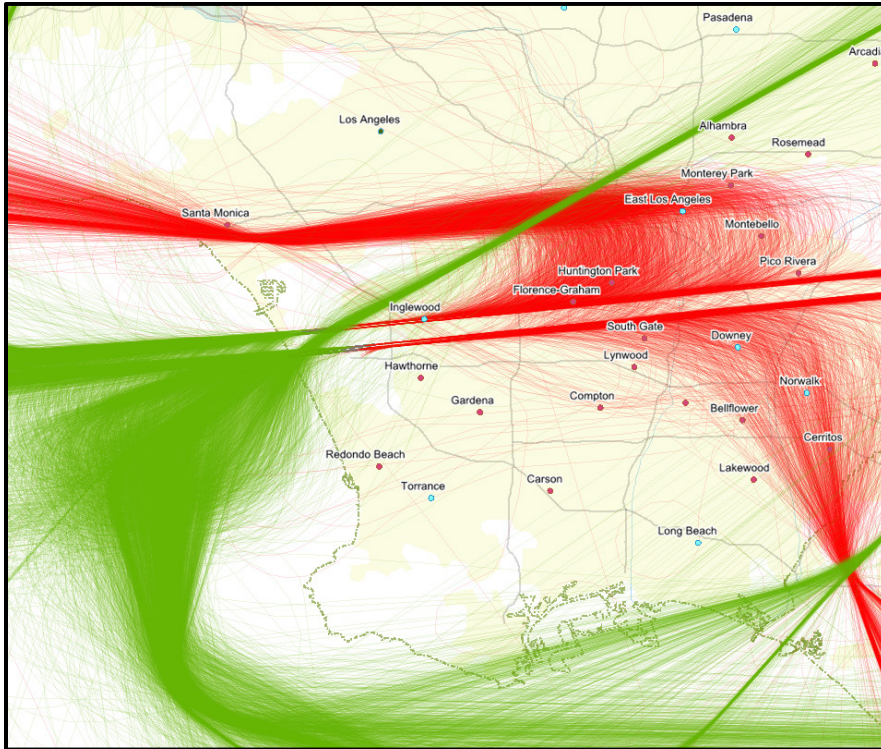 Pasadena
Arcadi
Los Angeles
Alhambra
Rosemead
Monterey Park
East Los Angeles
Santa Monica
Montebello
Pico Rivera
Huntington Park
Florence-Graham
Inglewood
South Gate
Downey
Lynwood
Hawthorne
Norwalk
Gardena
Compton
Bellflower
Cerritos
Redondo Beach
Lakewood
Torrance
Carson
Long Beach